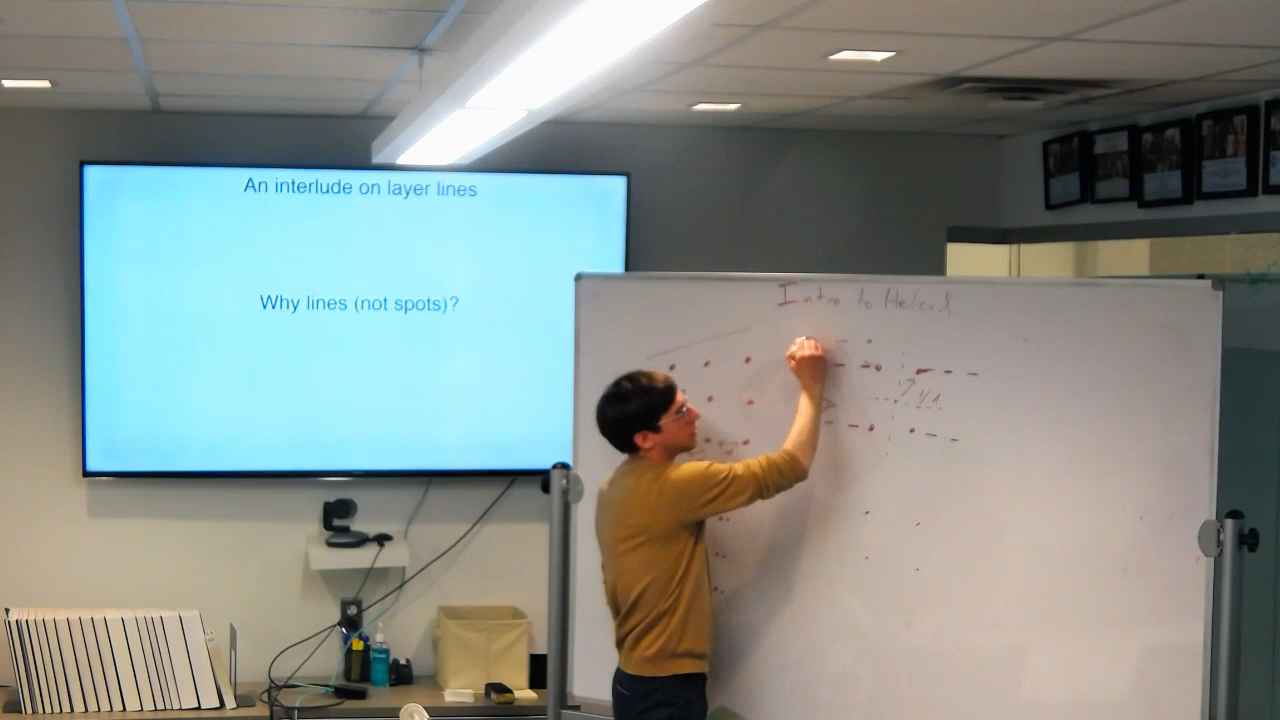 An interlude on layer lines
Why lines (not spots)?
Intro to Helical